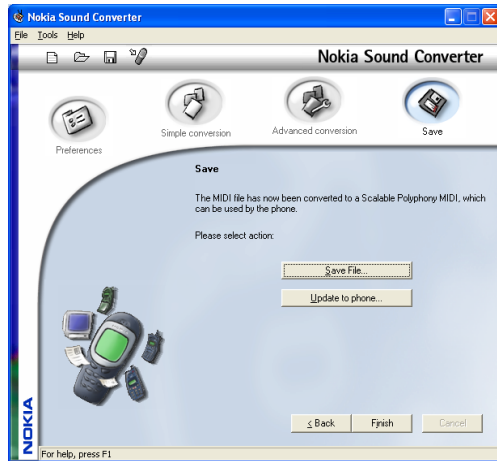 Nokia Sound Converter
File Tools Help
Nokia Sound Converter
Preferences
Simple conversion
Advanced conversion
Save
Save
The MIDI file has now been converted to a Scalable Polyphony MIDI, which
can be used by the phone.
Please select action:
Save File...
Update to phone...
< Back
Finish
Cancel
NOKIA
For help, press F1